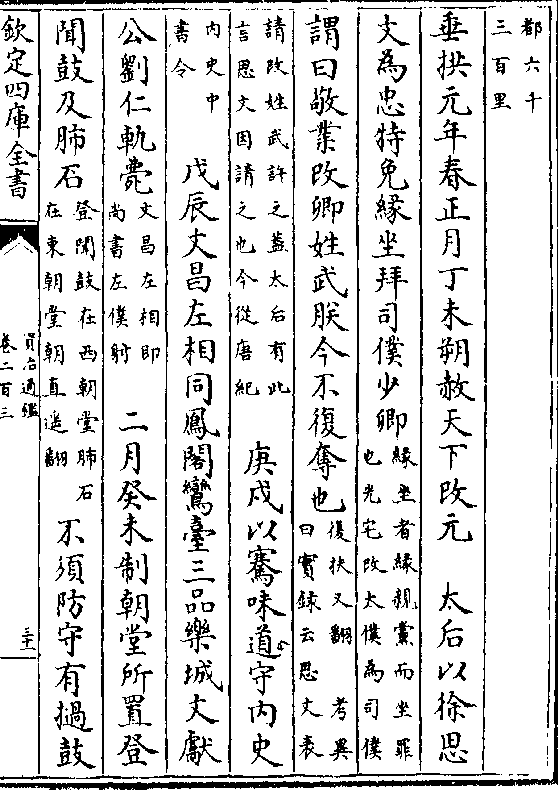 都六千
三百里
垂拱元年春正月丁未朔赦天下改元　太后以徐思
文為忠特免緣坐拜司僕少卿
緣坐者緣親黨而坐罪
也光宅改太僕為司僕
謂曰敬業改卿姓武朕今不復奪也
復扶又翻　考異
曰實錄云思文表
請改姓武許之蓋太后有此
言思文因請之也今從唐紀
庚戌以騫味道守內史
內史中
書令
戊辰文昌左相同鳳閣鸞臺三品樂城文獻
公劉仁軌薨
文昌左相即
尚書左僕射
二月癸未制朝堂所置登
聞鼓及肺石
登聞鼓在西朝堂肺石
在東朝堂朝直遥翻
不須防守有撾鼓
欽定四庫全書
資治通鑑
卷二百三
三十一